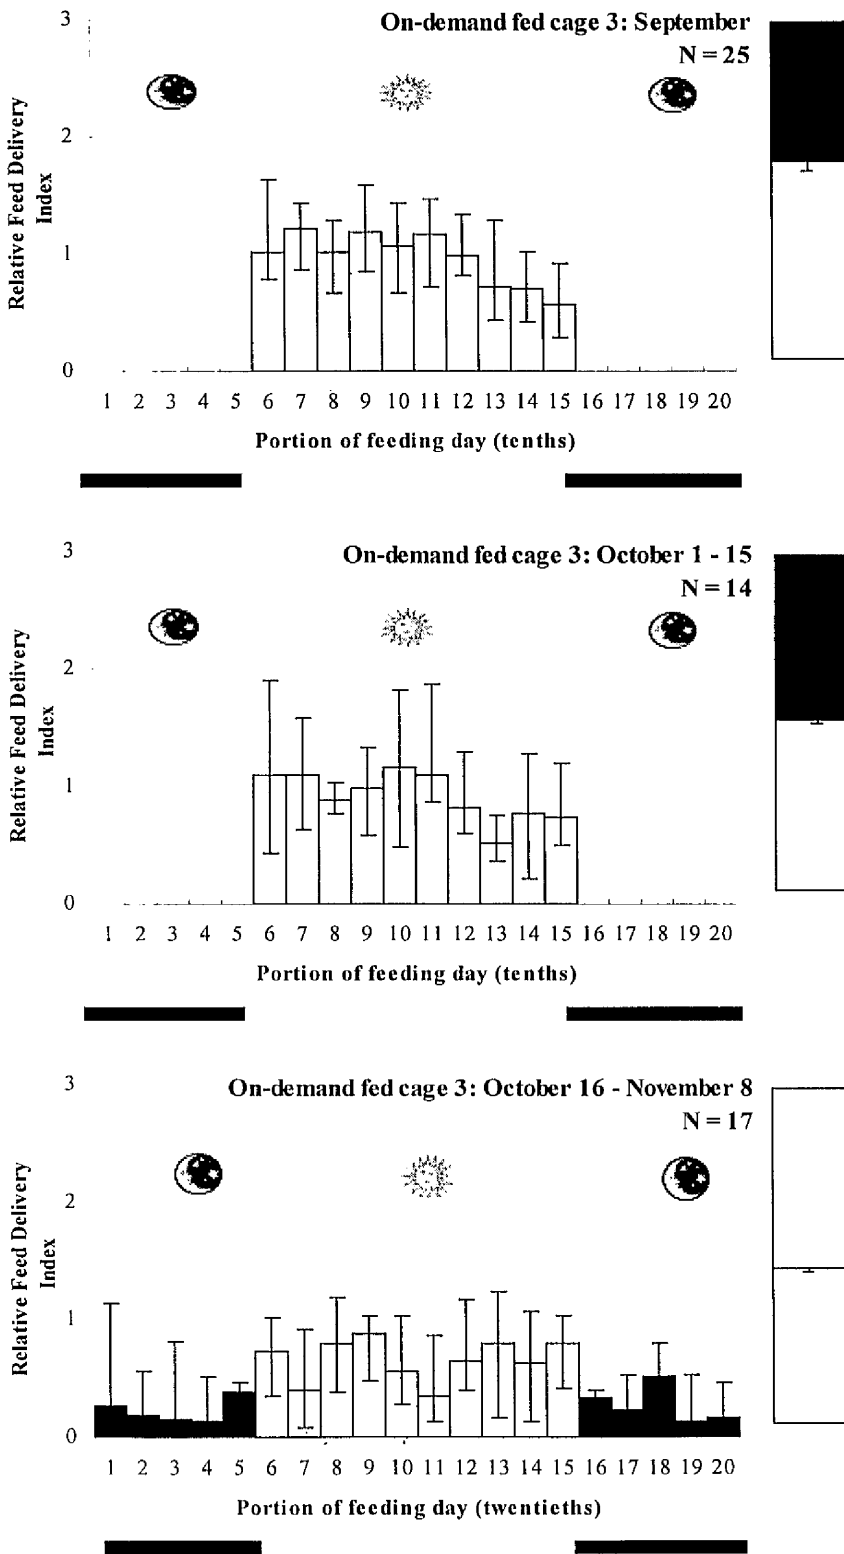 On-demand fed cage 3: September
N = 25
3
2
1
0
Relative Feed Delivery
Index
1 2 3 4 5 6 7 8 9 10 11 12 13 14 15 16 17 18 19 20
Portion of feeding day (tenths)
On-demand fed cage 3: October 1 - 15
N = 14
3
2
1
0
Relative Feed Delivery
Index
1 2 3 4 5 6 7 8 9 10 11 12 13 14 15 16 17 18 19 20
Portion of feeding day (tenths)
On-demand fed cage 3: October 16 - November 8
N = 17
3
2
1
0
Relative Feed Delivery
Index
1 2 3 4 5 6 7 8 9 10 11 12 13 14 15 16 17 18 19 20
Portion of feeding day (twentieths)